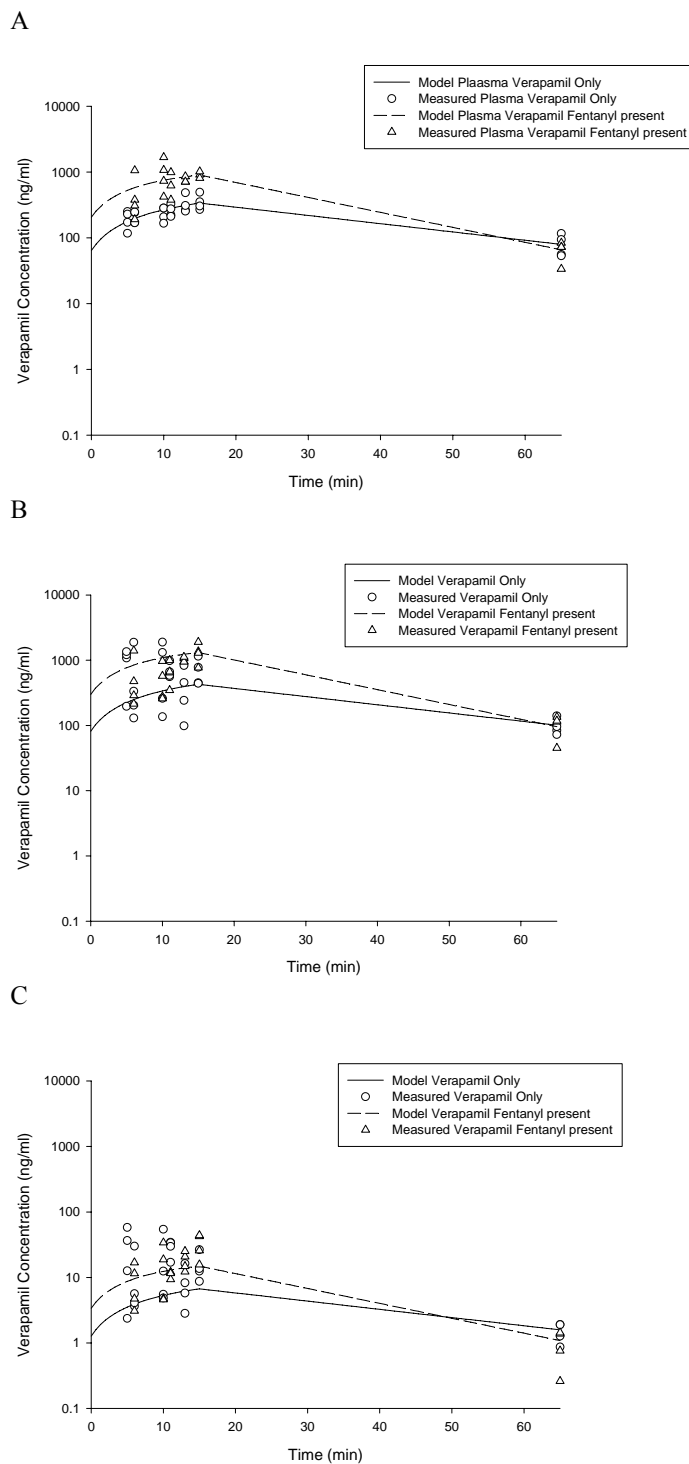 A
Model Plaasma Verapamil Only
Measured Plasma Verapamil Only
Model Plasma Verapamil Fentanyl present
Measured Plasma Verapamil Fentanyl present
Verapamil Concentration (ng/ml)
10000
1000
100
10
1
0.1
0 10 20 30 40 50 60
Time (min)
B
Model Verapamil Only
Measured Verapamil Only
Model Verapamil Fentanyl present
Measured Verapamil Fentanyl present
Verapamil Concentration (ng/ml)
10000
1000
100
10
1
0.1
0 10 20 30 40 50 60
Time (min)
C
Model Verapamil Only
Measured Verapamil Only
Model Verapamil Fentanyl present
Measured Verapamil Fentanyl present
Verapamil Concentration (ng/ml)
10000
1000
100
10
1
0.1
0 10 20 30 40 50 60
Time (min)